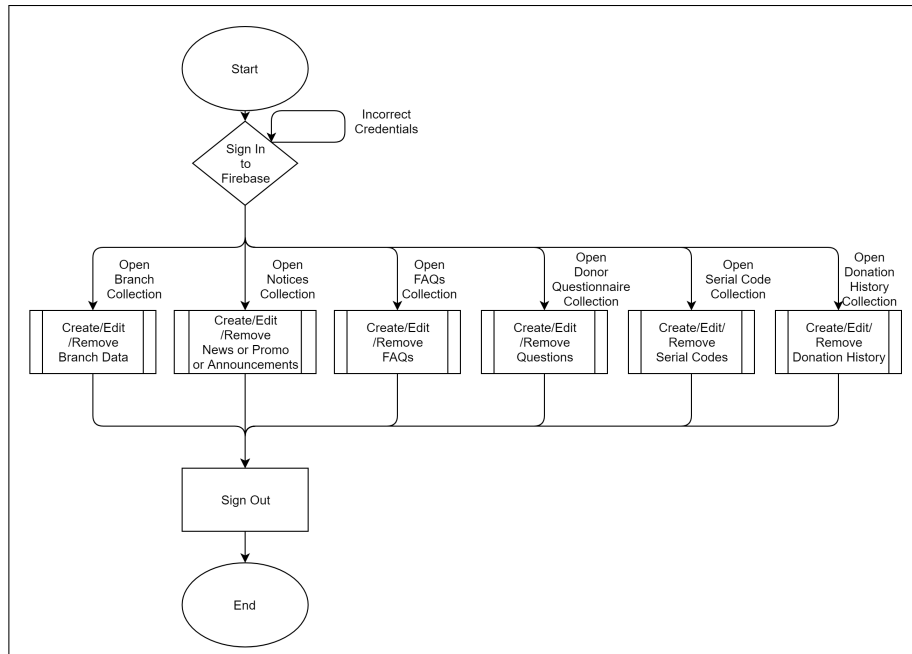 Start
Incorrect
Credentials
Sign In
to
Firebase
Open
Branch
Collection
Open
Notices
Collection
Open
FAQs
Collection
Open
Donor
Questionnaire
Collection
Open
Serial Code
Collection
Open
Donation
History
Collection
Create/Edit
/Remove
Branch Data
Create/Edit
/Remove
News or Promo
or Announcements
Create/Edit
/Remove
FAQs
Create/Edit
/Remove
Questions
Create/Edit/
Remove
Serial Codes
Create/Edit/
Remove
Donation History
Sign Out
End